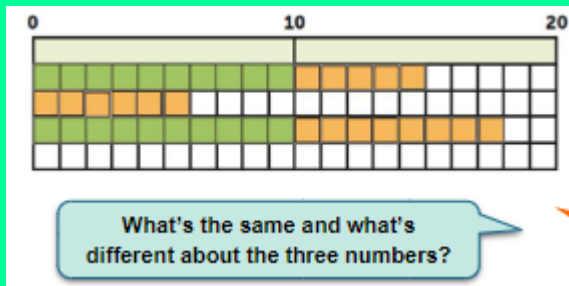 0 10 20
What's the same and what's
different about the three numbers?